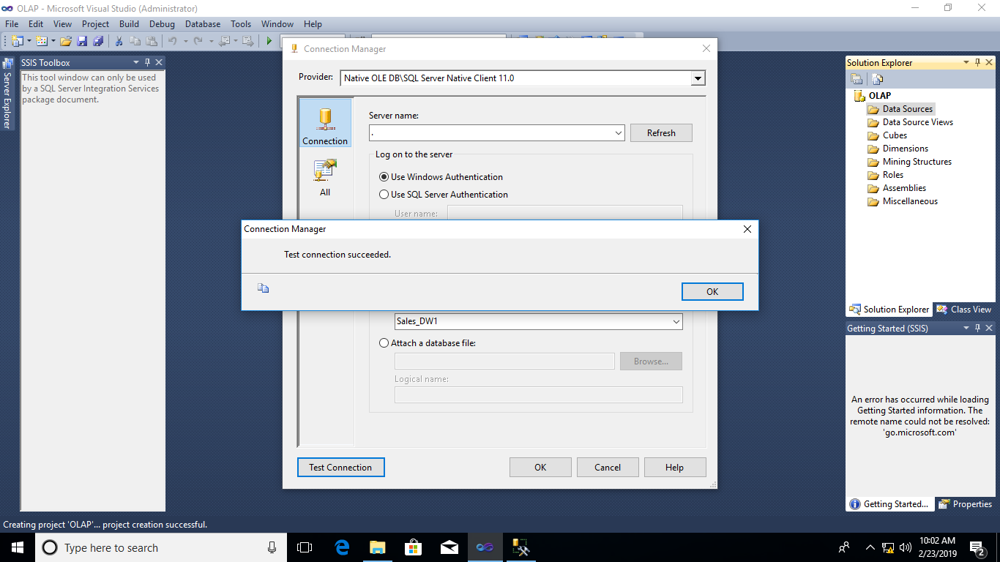 OLAP - Microsoft Visual Studio (Administrator)
File Edit View Project Build Debug Database Tools Window Help
Server Explorer
SSIS Toolbox
This tool window can only be used
by a SQL Server Integration Services
package document.
Connection Manager
Provider: Native OLE DB\SQL Server Native Client 11.0
Connection
All
Server name:
.
Refresh
Log on to the server
Use Windows Authentication
Use SQL Server Authentication
User name:
Connection Manager
Test connection succeeded.
OK
Sales_DW1
Attach a database file:
Browse...
Logical name:
Test Connection OK Cancel Help
Solution Explorer
OLAP
Data Sources
Data Source Views
Cubes
Dimensions
Mining Structures
Roles
Assemblies
Miscellaneous
Solution Explorer Class View
Getting Started (SSIS)
An error has occurred while loading
Getting Started information. The
remote name could not be resolved:
'go.microsoft.com'
Getting Started... Properties
Creating project 'OLAP'... project creation successful.
Type here to search
10:02 AM
2/23/2019
2